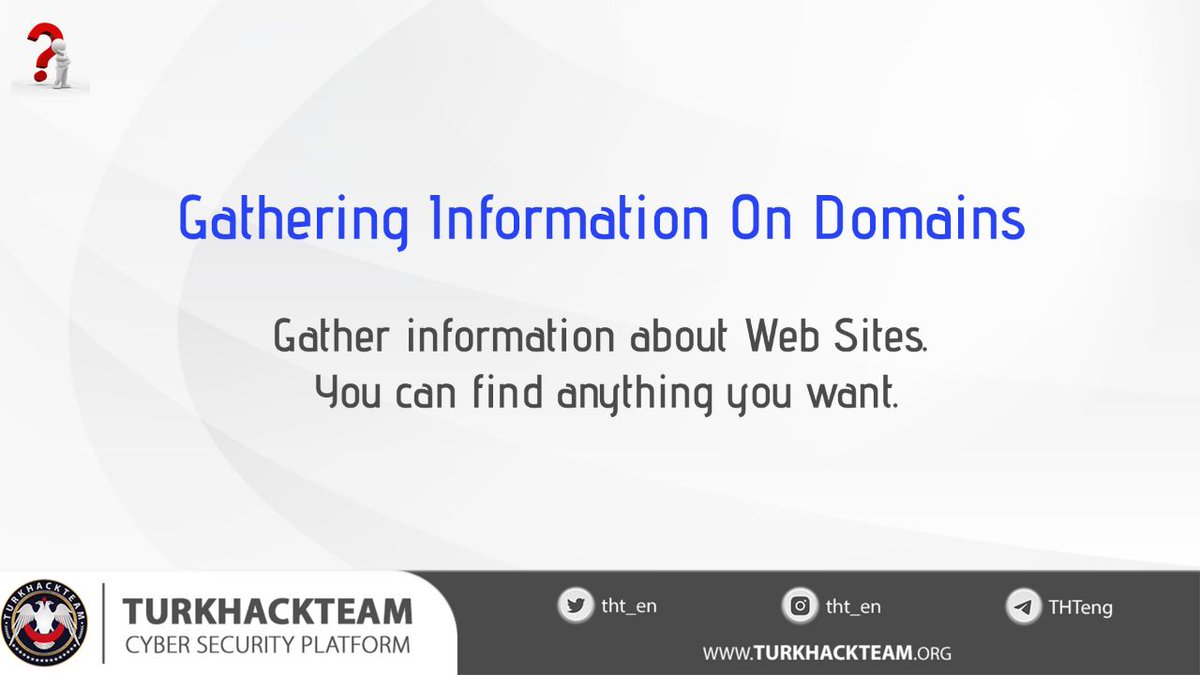 ?
Gathering Information On Domains
Gather information about Web Sites.
You can find anything you want.
TURKHACKTEAM
TURKHACKTEAM
CYBER SECURITY PLATFORM
tht_en
tht_en
THTeng
WWW.TURKHACKTEAM.ORG